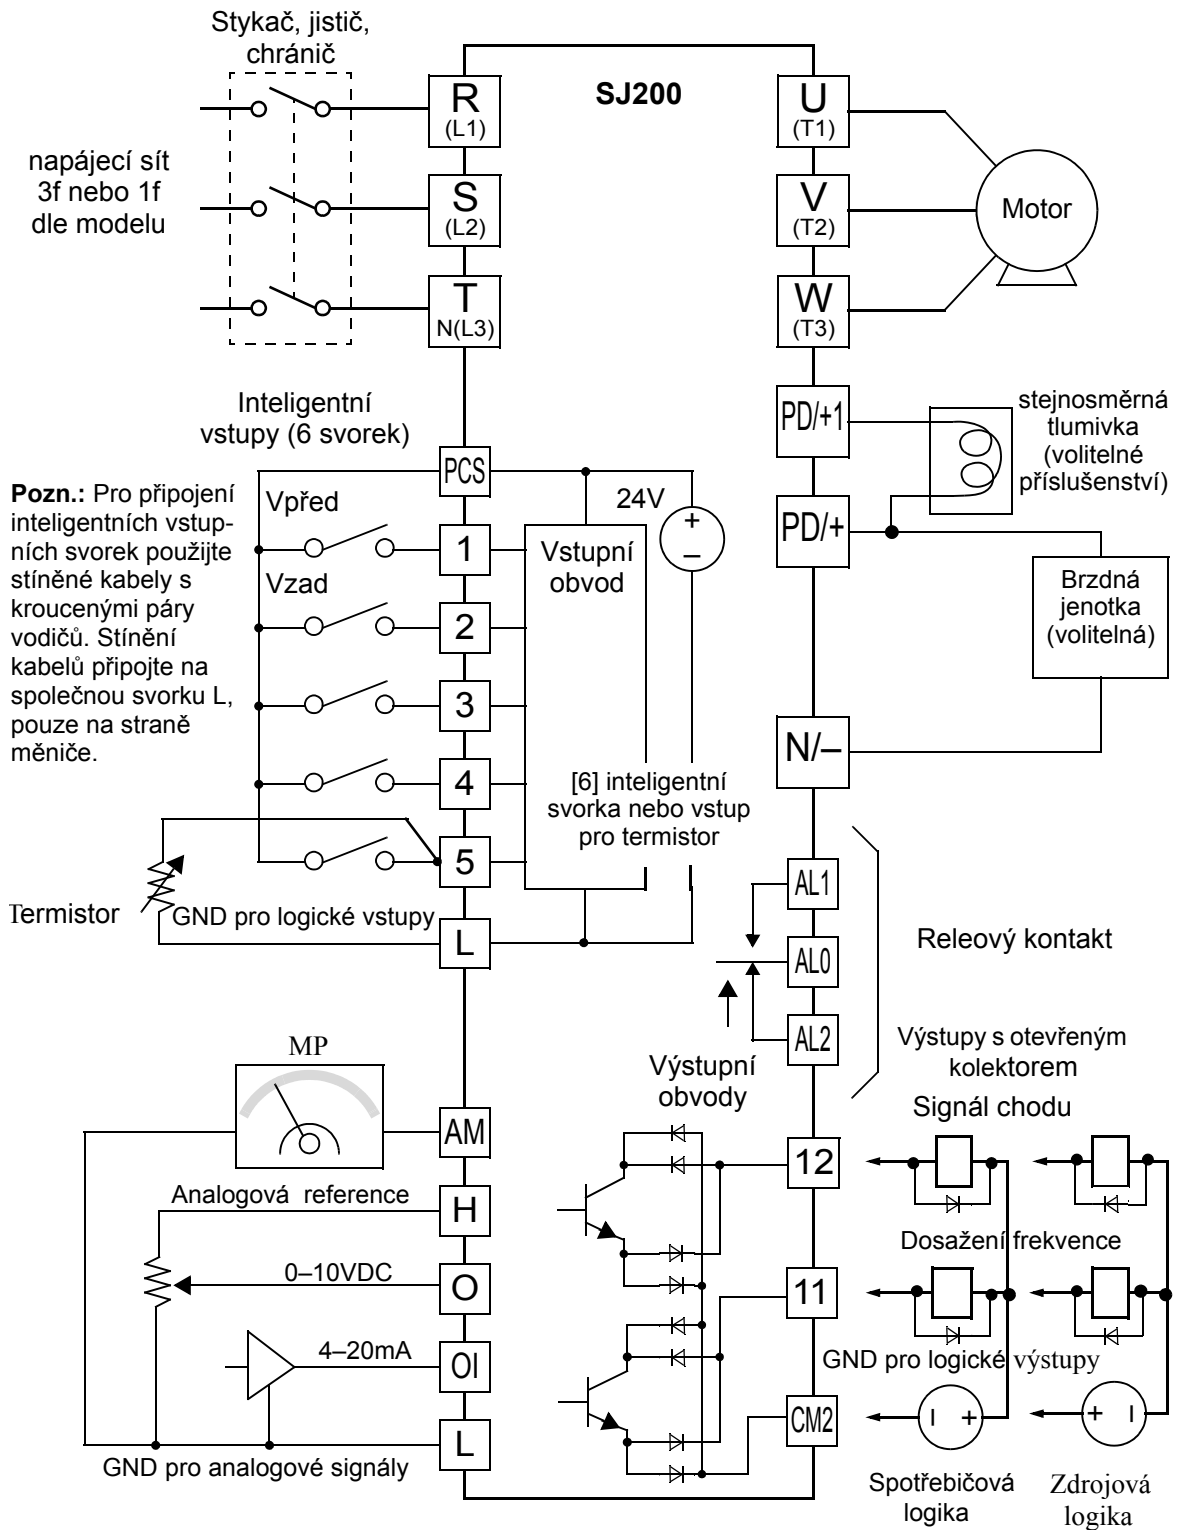 Stykač, jistič,
chránič
SJ200
R
(L1)
U
(T1)
napájecí sít
3f nebo 1f
dle modelu
S
(L2)
V
(T2)
Motor
T
N(L3)
W
(T3)
Inteligentní
vstupy (6 svorek)
PD/+1
stejnosměrná
tlumivka
(volitelné
příslušenství)
PCS
24V
+
–
PD/+
Pozn.: Pro připojení
inteligentních vstup-
ních svorek použijte
stíněné kabely s
kroucenými páry
vodičů. Stínění
kabelů připojte na
společnou svorku L,
pouze na straně
měniče.
Vpřed
1
Vstupní
obvod
Vzad
2
Brzdná
jenotka
(volitelná)
3
N/–
4
[6] inteligentní
svorka nebo vstup
pro termistor
5
AL1
Termistor
GND pro logické vstupy
L
AL0
Releový kontakt
AL2
MP
Výstupní
obvody
Výstupy s otevřeným
kolektorem
Signál chodu
AM
12
Analogová reference
H
Dosažení frekvence
0–10VDC
O
11
4–20mA
OI
GND pro logické výstupy
CM2
– +
+ –
L
GND pro analogové signály
Spotřebičová
logika
Zdrojová
logika